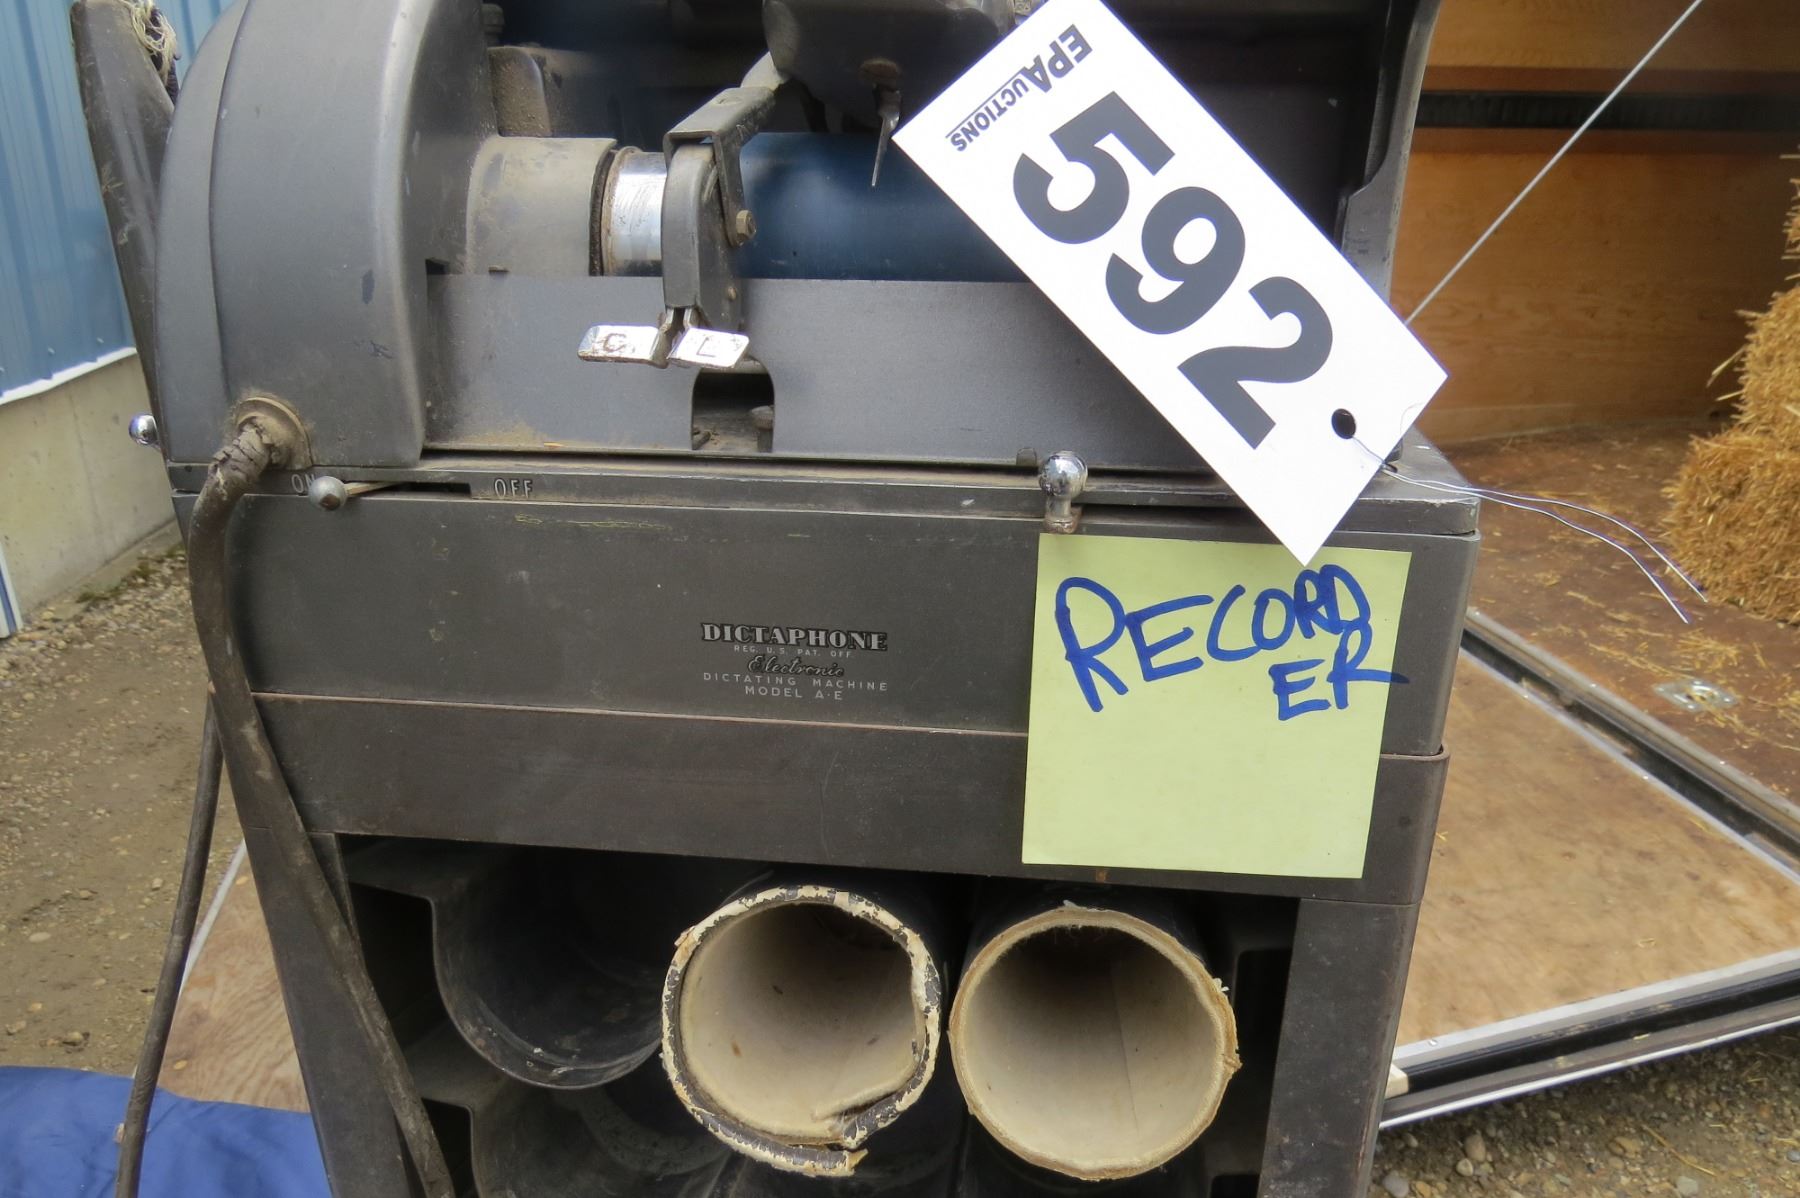 EPAUCTIONS
592
C L
ON OFF
DICTAPHONE
REG. U.S. PAT. OFF.
Electronic
DICTATING MACHINE
MODEL A·E
RECORD
ER